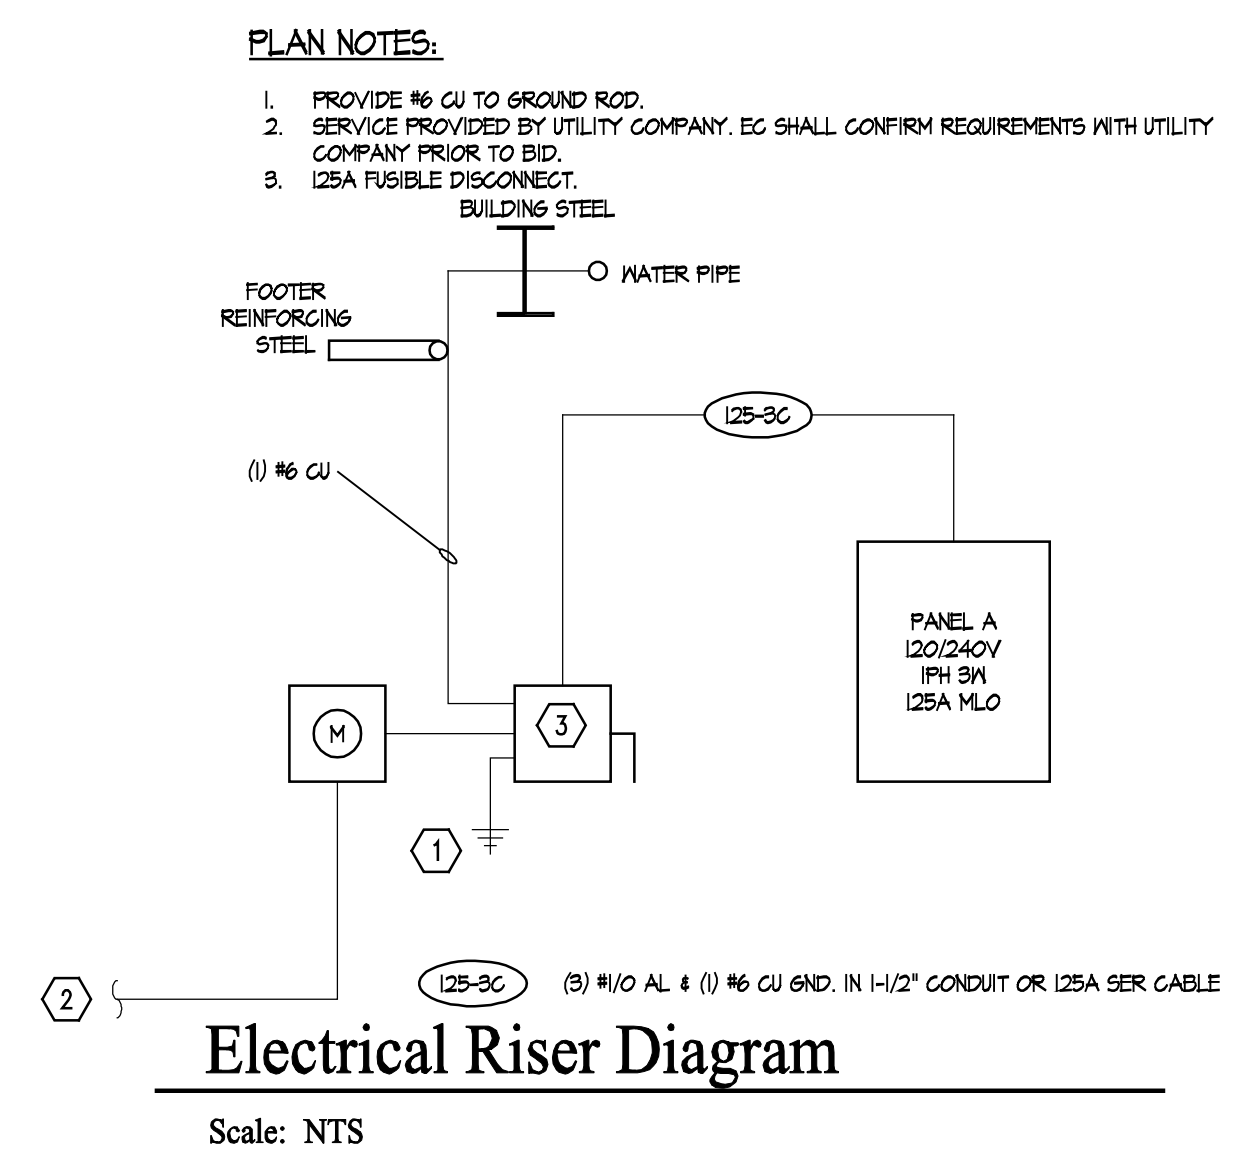 PLAN NOTES:
1. PROVIDE #6 CU TO GROUND ROD.
2. SERVICE PROVIDED BY UTILITY COMPANY. EC SHALL CONFIRM REQUIREMENTS WITH UTILITY
COMPANY PRIOR TO BID.
3. 125A FUSIBLE DISCONNECT.
BUILDING STEEL
WATER PIPE
FOOTER
REINFORCING
STEEL
125-3C
(1) #6 CU
PANEL A
120/240V
1PH 3W
125A MLO
M
3
1
2
125-3C (3) #1/0 AL & (1) #6 CU GND. IN 1-1/2" CONDUIT OR 125A SER CABLE
Electrical Riser Diagram
Scale: NTS